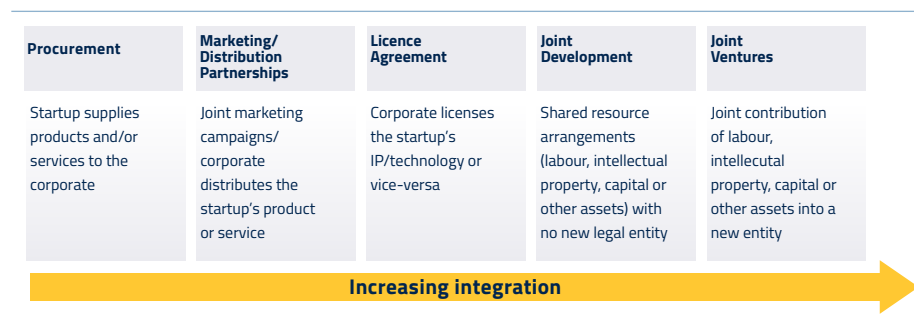 Procurement
Marketing/
Distribution
Partnerships
Licence
Agreement
Joint
Development
Joint
Ventures
Startup supplies
products and/or
services to the
corporate
Joint marketing
campaigns/
corporate
distributes the
startup's product
or service
Corporate licenses
the startup's
IP/technology or
vice-versa
Shared resource
arrangements
(labour, intellectual
property, capital or
other assets) with
no new legal entity
Joint contribution
of labour,
intellecutal
property, capital or
other assets into a
new entity
Increasing integration